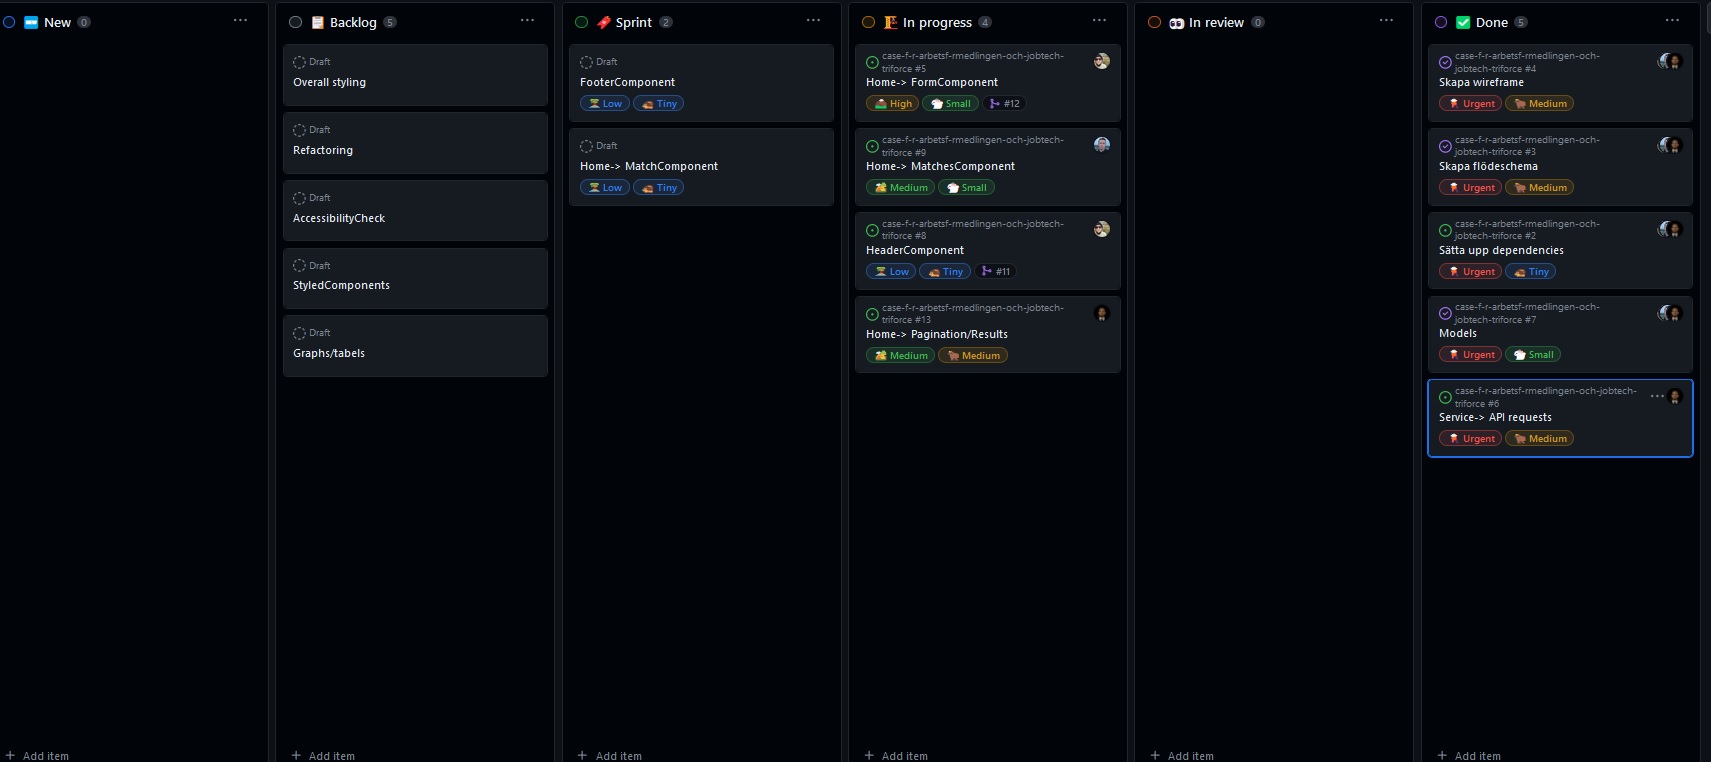 New 0
Backlog 5
Draft
Overall styling
Draft
Refactoring
Draft
AccessibilityCheck
Draft
StyledComponents
Draft
Graphs/tabels
Sprint 2
Draft
FooterComponent
Low Tiny
Draft
Home-> MatchComponent
Low Tiny
In progress 4
case-f-r-arbetsf-rmedlingen-och-jobtech-
triforce #5
Home-> FormComponent
High Small #12
case-f-r-arbetsf-rmedlingen-och-jobtech-
triforce #9
Home-> MatchesComponent
Medium Small
case-f-r-arbetsf-rmedlingen-och-jobtech-
triforce #8
HeaderComponent
Low Tiny #11
case-f-r-arbetsf-rmedlingen-och-jobtech-
triforce #13
Home-> Pagination/Results
Medium Medium
In review 0
Done 5
case-f-r-arbetsf-rmedlingen-och-
jobtech-triforce #4
Skapa wireframe
Urgent Medium
case-f-r-arbetsf-rmedlingen-och-
jobtech-triforce #3
Skapa flödeschema
Urgent Medium
case-f-r-arbetsf-rmedlingen-och-
jobtech-triforce #2
Sätta upp dependencies
Urgent Tiny
case-f-r-arbetsf-rmedlingen-och-
jobtech-triforce #7
Models
Urgent Small
case-f-r-arbetsf-rmedlingen-och-jobtech-
triforce #6
Service-> API requests
Urgent Medium
+ Add item
+ Add item
+ Add item
+ Add item
+ Add item
+ Add item